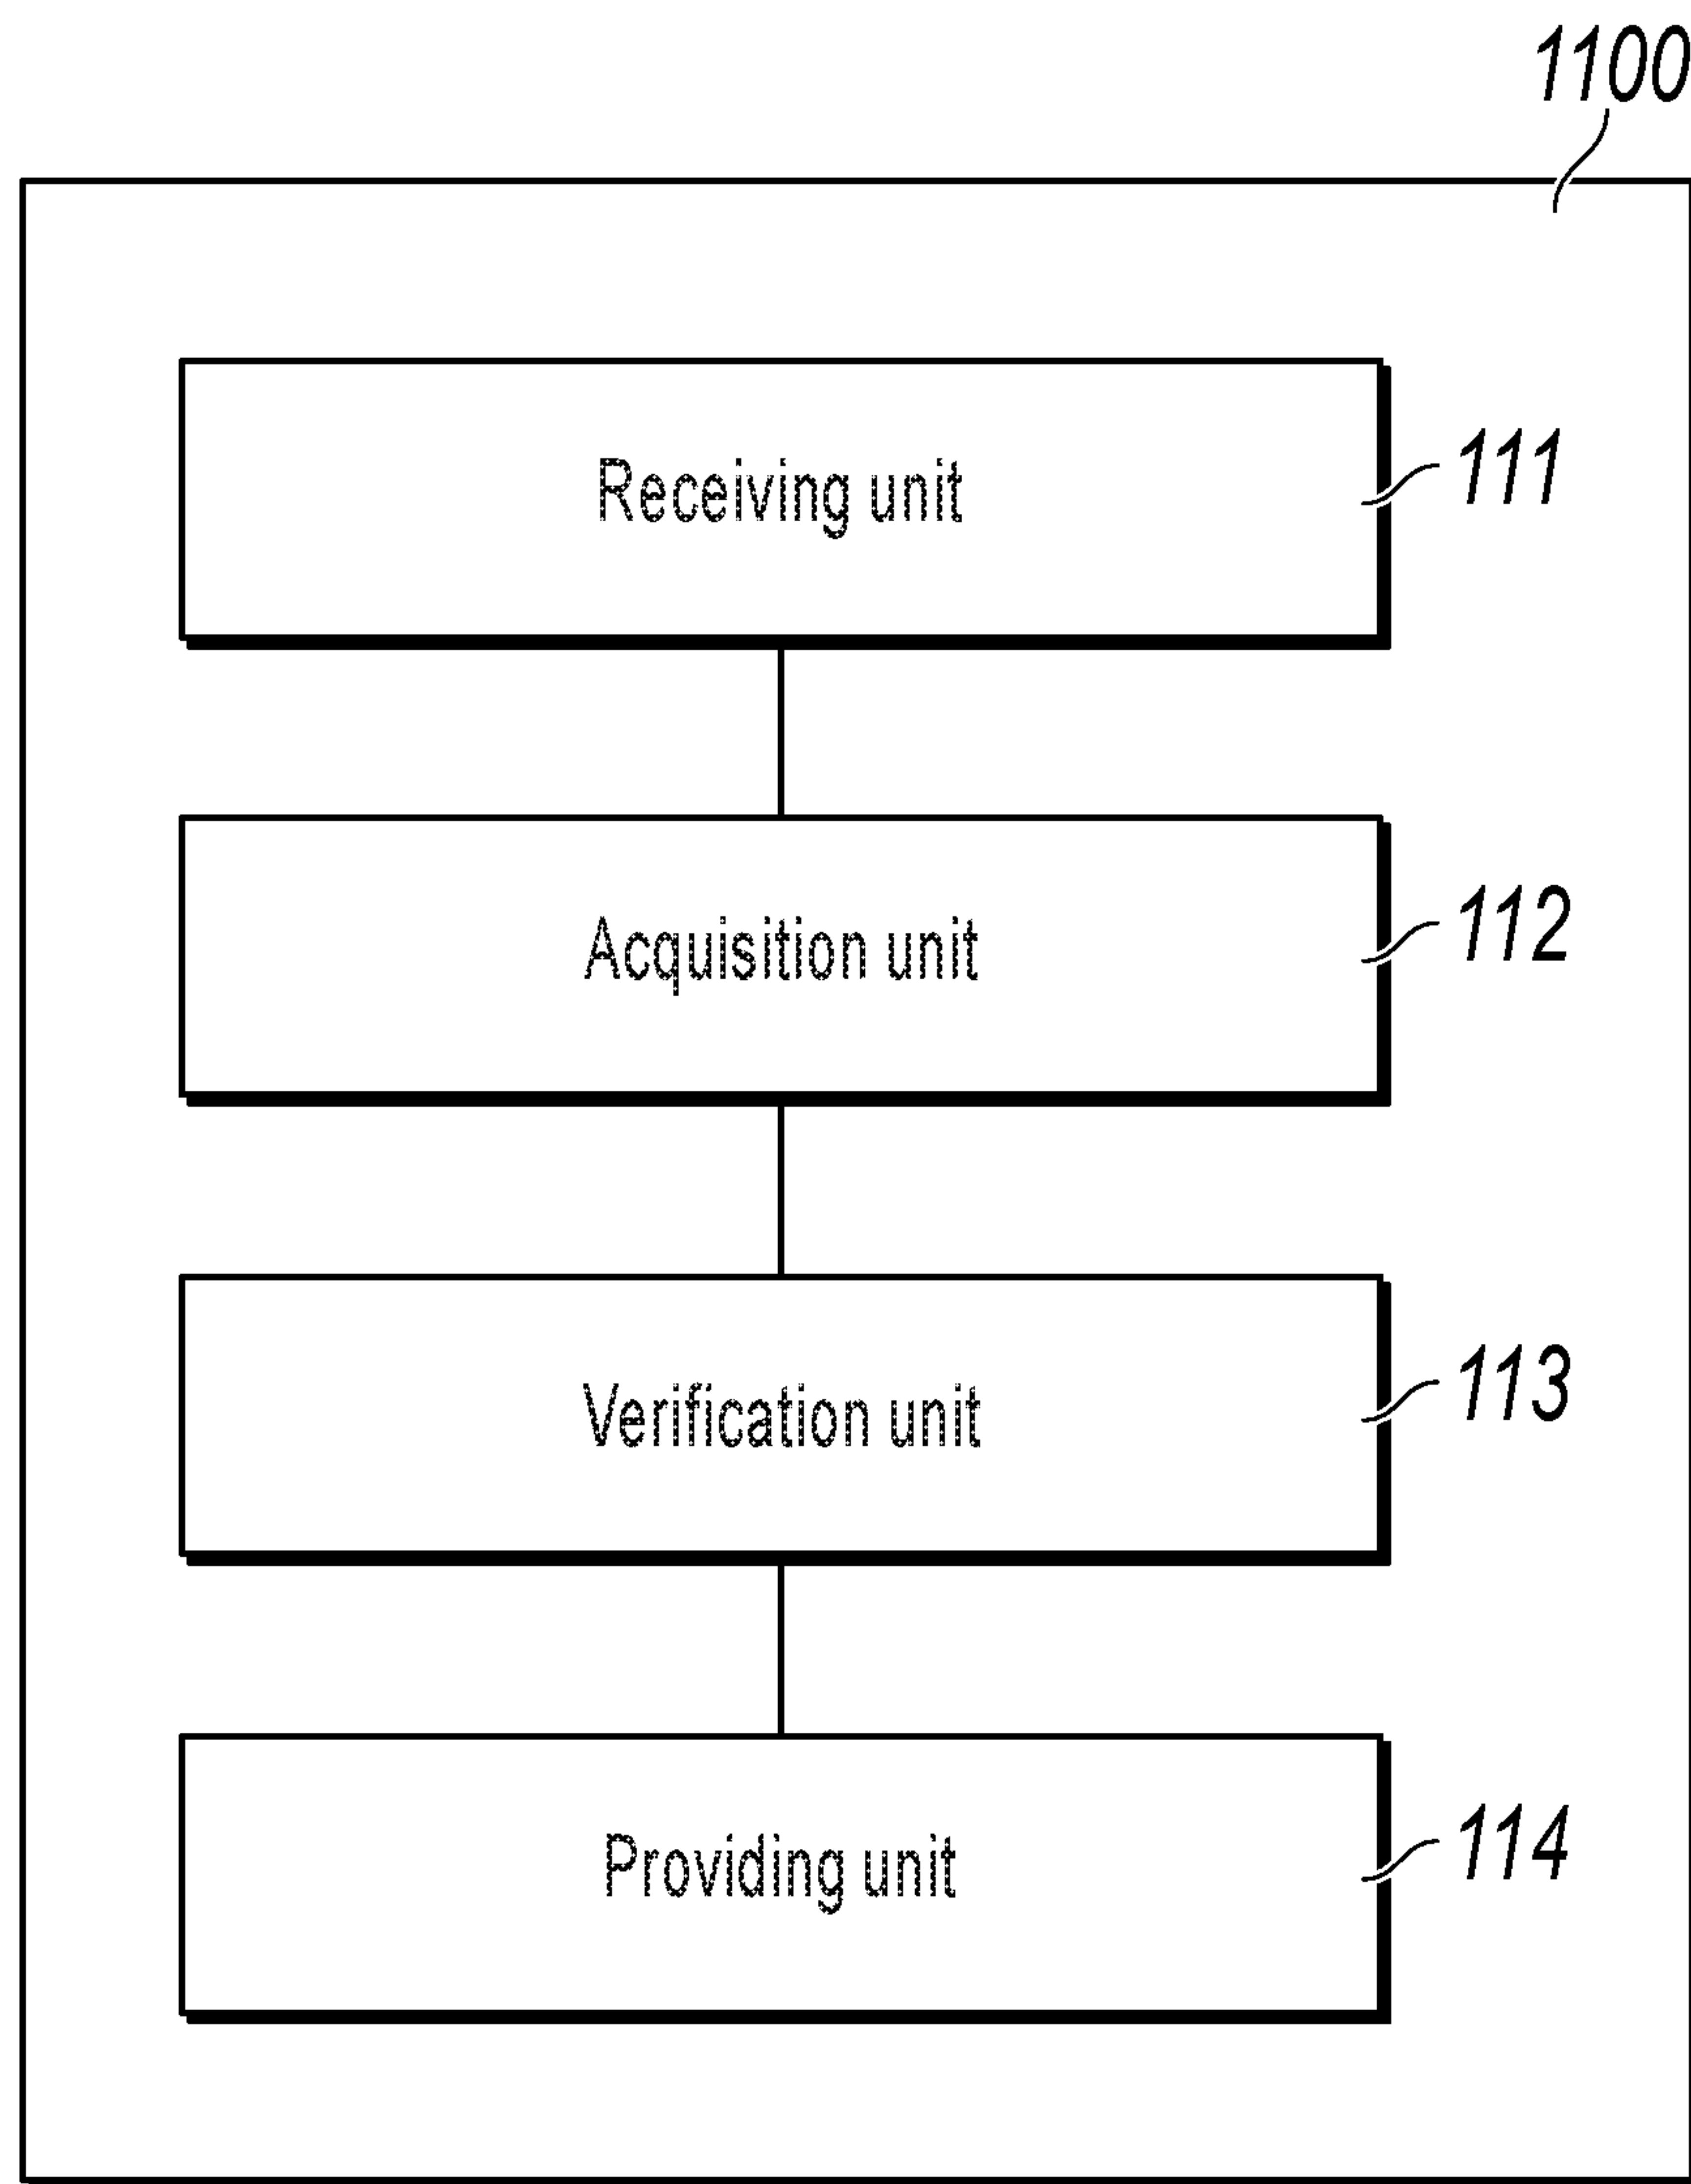 1100
Receiving unit
111
Acquisition unit
112
Verification unit
113
Providing unit
114